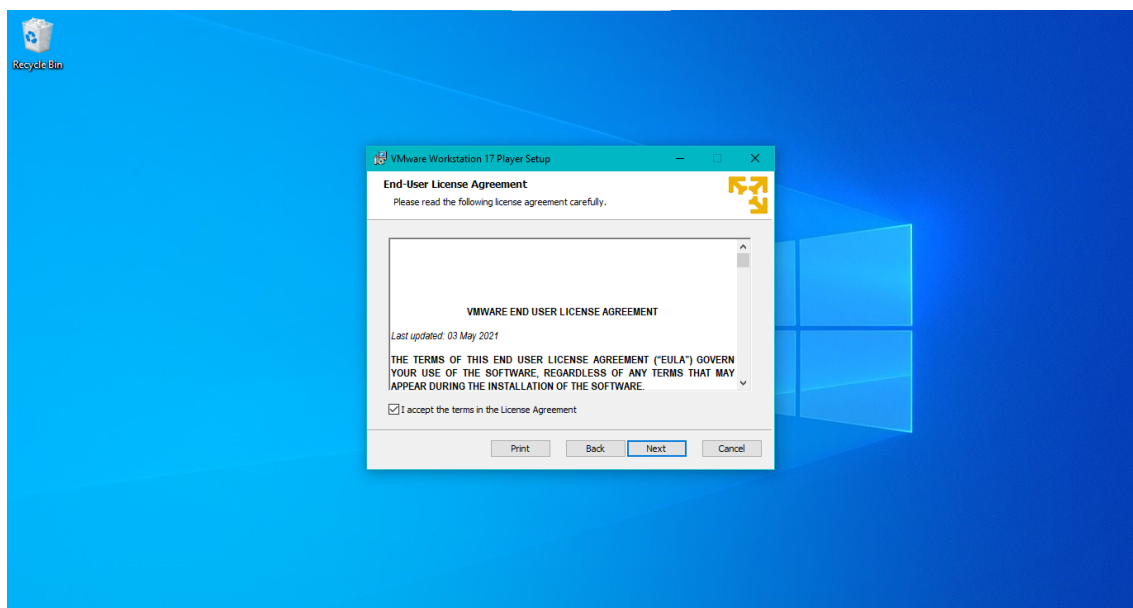 Recycle Bin
VMware Workstation 17 Player Setup
End-User License Agreement
Please read the following license agreement carefully.
VMWARE END USER LICENSE AGREEMENT
Last updated: 03 May 2021
THE TERMS OF THIS END USER LICENSE AGREEMENT (“EULA”) GOVERN
YOUR USE OF THE SOFTWARE, REGARDLESS OF ANY TERMS THAT MAY
APPEAR DURING THE INSTALLATION OF THE SOFTWARE.
I accept the terms in the License Agreement
Print Back Next Cancel